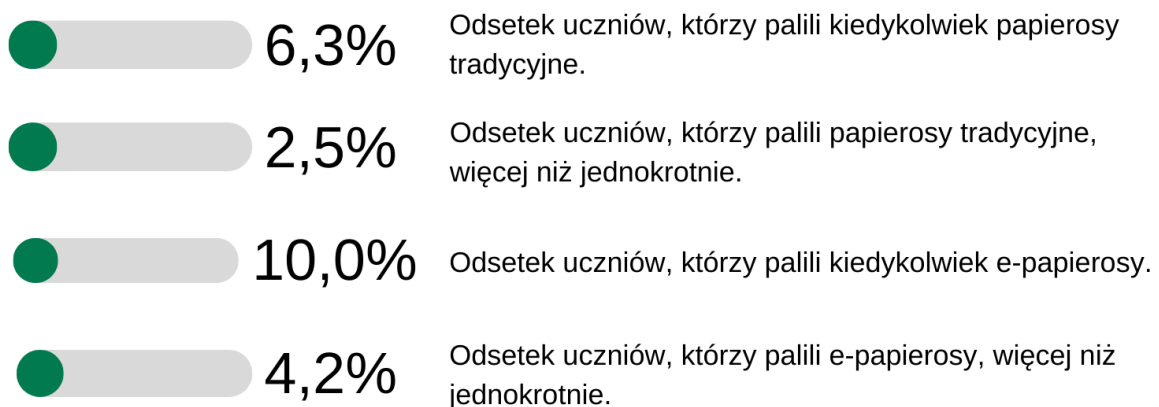 6,3%
Odsetek uczniów, którzy palili kiedykolwiek papierosy
tradycyjne.
2,5%
Odsetek uczniów, którzy palili papierosy tradycyjne,
więcej niż jednokrotnie.
10,0%
Odsetek uczniów, którzy palili kiedykolwiek e-papierosy.
4,2%
Odsetek uczniów, którzy palili e-papierosy, więcej niż
jednokrotnie.